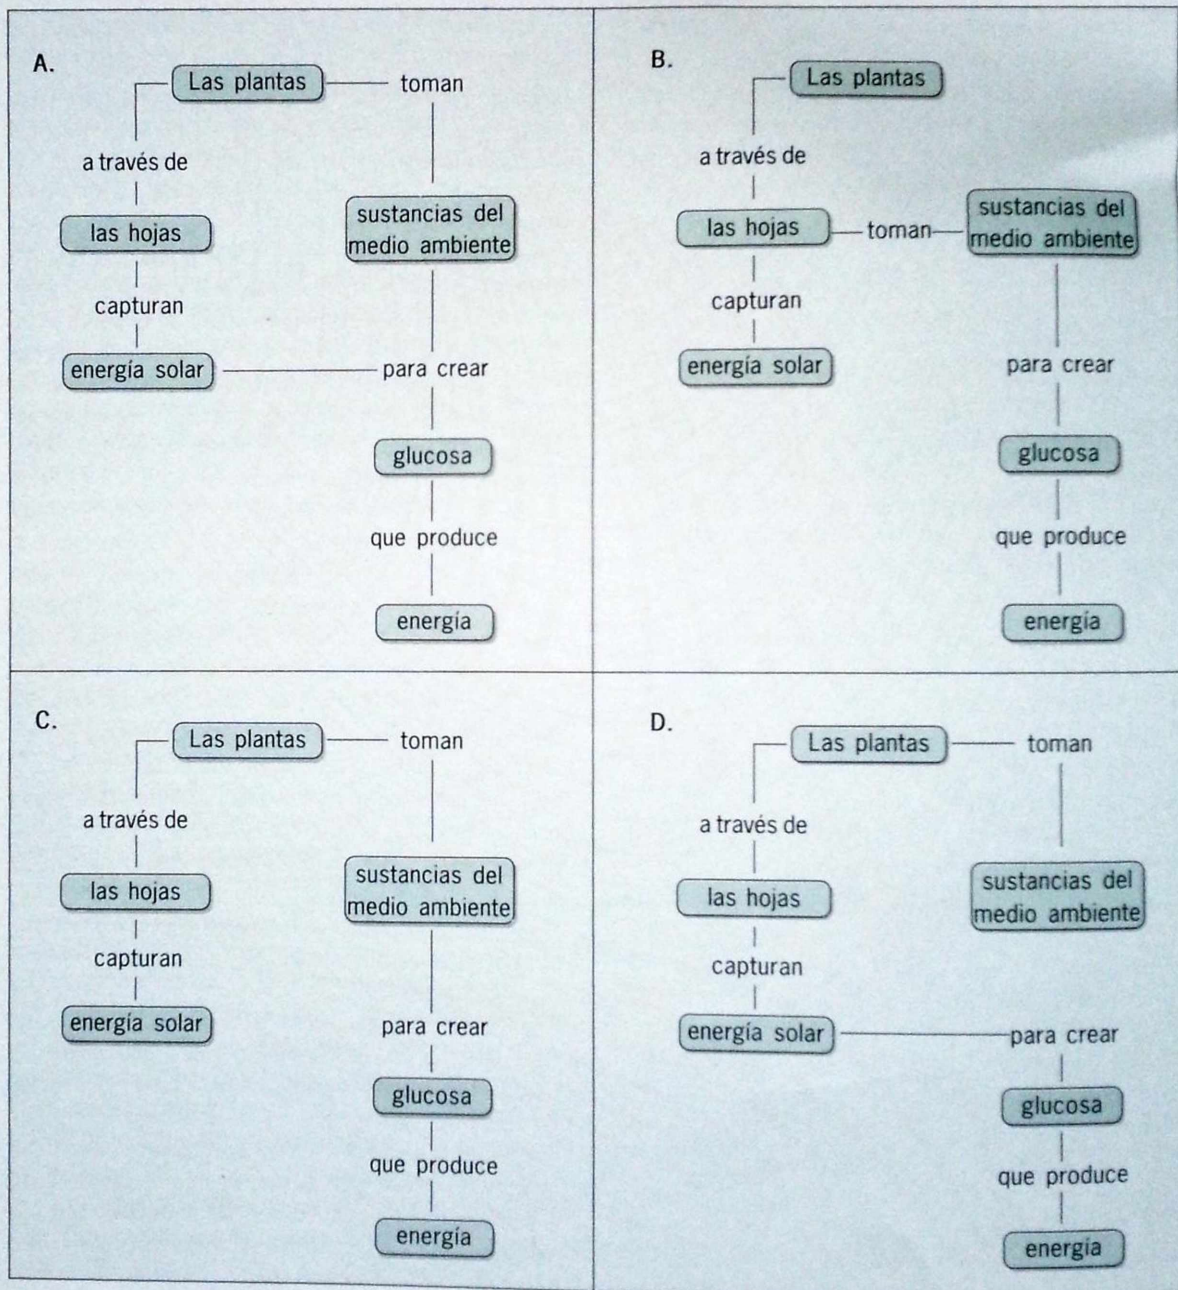 A.
Las plantas toman
a través de
las hojas
sustancias del
medio ambiente
capturan
energía solar para crear
glucosa
que produce
energía
B.
Las plantas
a través de
las hojas toman sustancias del
medio ambiente
capturan
energía solar
para crear
glucosa
que produce
energía
C.
Las plantas toman
a través de
las hojas
sustancias del
medio ambiente
capturan
energía solar
para crear
glucosa
que produce
energía
D.
Las plantas toman
a través de
las hojas
sustancias del
medio ambiente
capturan
energía solar para crear
glucosa
que produce
energía